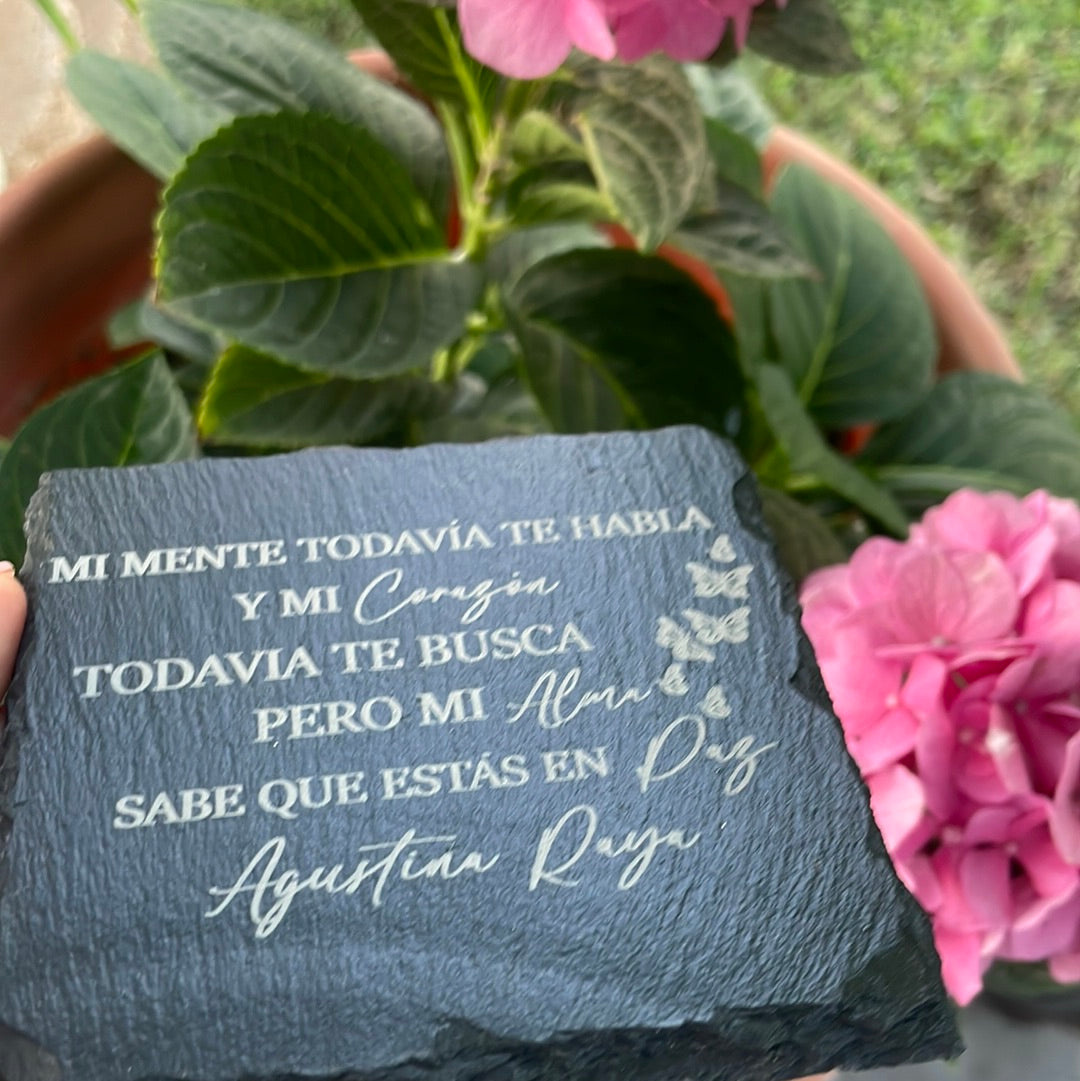 MI MENTE TODAVÍA TE HABLA
Y MI Corazón
TODAVIA TE BUSCA
PERO MI Alma
SABE QUE ESTÁS EN Paz
Agustina Raya